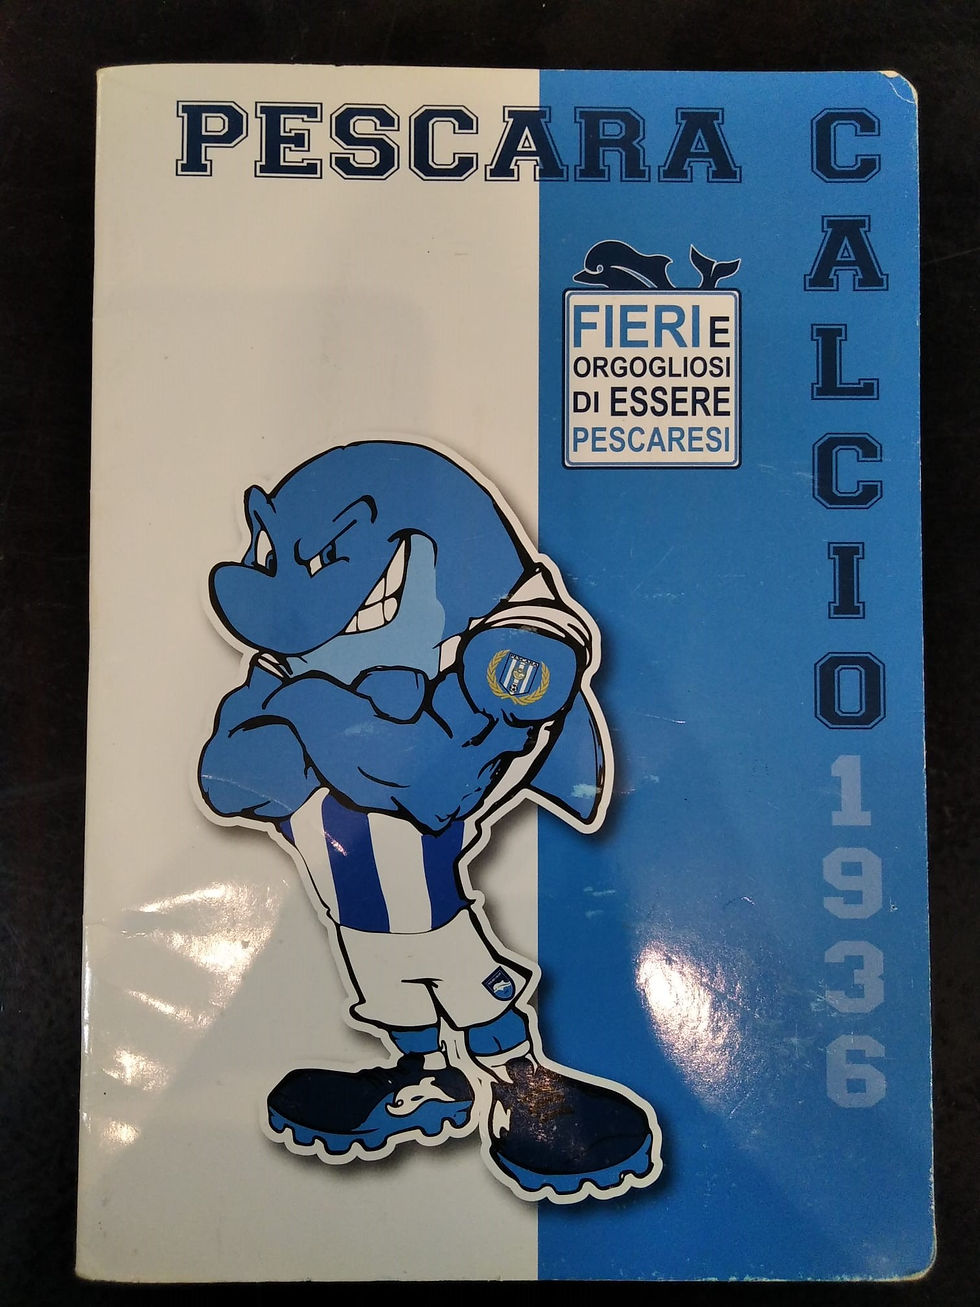 PESCARA
CALCIO
1936
FIERI E
ORGOGLIOSI
DI ESSERE
PESCARESI